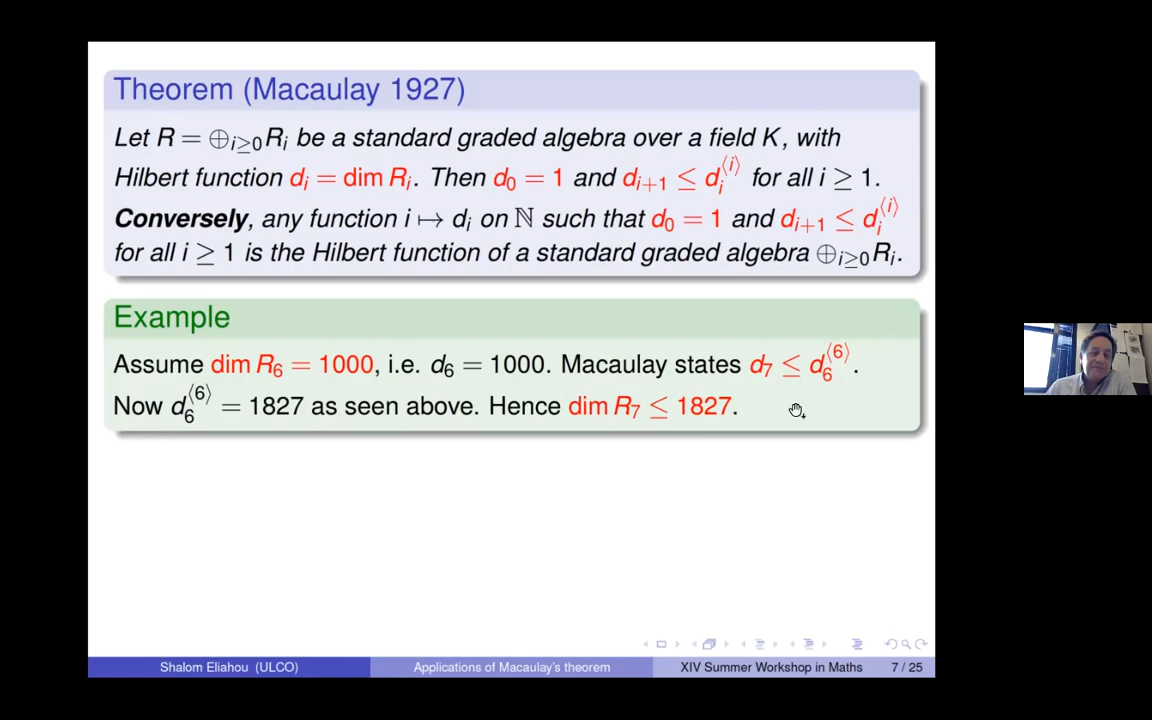 Theorem (Macaulay 1927)
Let R = ⊕_{i≥0}R_i be a standard graded algebra over a field K, with
Hilbert function d_i = dim R_i. Then d_0 = 1 and d_{i+1} ≤ d_i^{⟨i⟩} for all i ≥ 1.
Conversely, any function i ↦ d_i on ℕ such that d_0 = 1 and d_{i+1} ≤ d_i^{⟨i⟩}
for all i ≥ 1 is the Hilbert function of a standard graded algebra ⊕_{i≥0}R_i.
Example
Assume dim R_6 = 1000, i.e. d_6 = 1000. Macaulay states d_7 ≤ d_6^{⟨6⟩}.
Now d_6^{⟨6⟩} = 1827 as seen above. Hence dim R_7 ≤ 1827.
Shalom Eliahou (ULCO) Applications of Macaulay's theorem XIV Summer Workshop in Maths 7 / 25